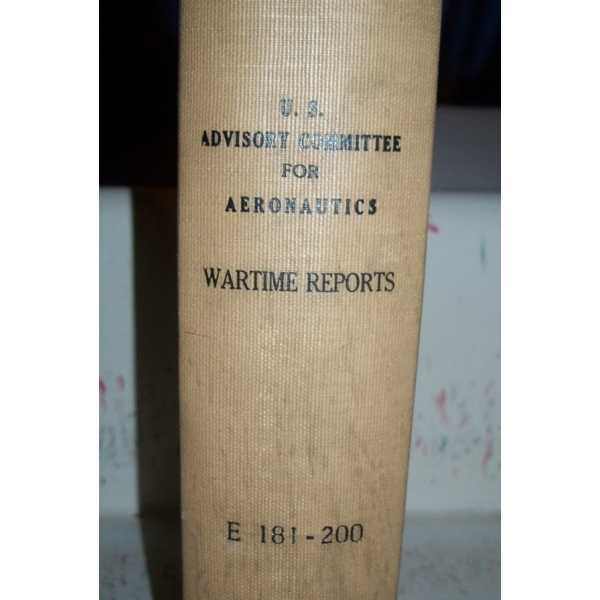 U. S.
ADVISORY COMMITTEE
FOR
AERONAUTICS
WARTIME REPORTS
E 181-200